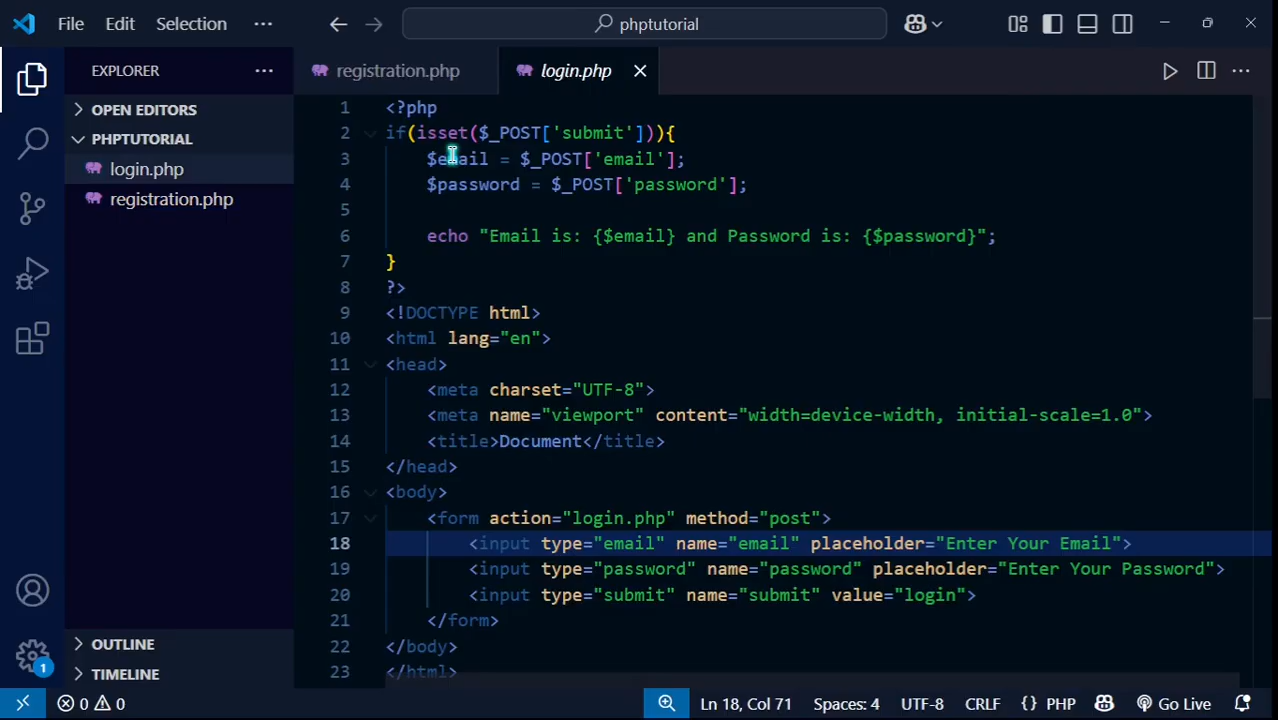 File Edit Selection ··· phptutorial
EXPLORER ···
registration.php login.php
OPEN EDITORS
PHPTUTORIAL
login.php
registration.php
OUTLINE
TIMELINE
1 <?php
2 if(isset($_POST['submit'])){
3 $email = $_POST['email'];
4 $password = $_POST['password'];
5
6 echo "Email is: {$email} and Password is: {$password}";
7 }
8 ?>
9 <!DOCTYPE html>
10 <html lang="en">
11 <head>
12 <meta charset="UTF-8">
13 <meta name="viewport" content="width=device-width, initial-scale=1.0">
14 <title>Document</title>
15 </head>
16 <body>
17 <form action="login.php" method="post">
18 <input type="email" name="email" placeholder="Enter Your Email">
19 <input type="password" name="password" placeholder="Enter Your Password">
20 <input type="submit" name="submit" value="login">
21 </form>
22 </body>
23 </html>
1
0 0 Ln 18, Col 71 Spaces: 4 UTF-8 CRLF {} PHP Go Live